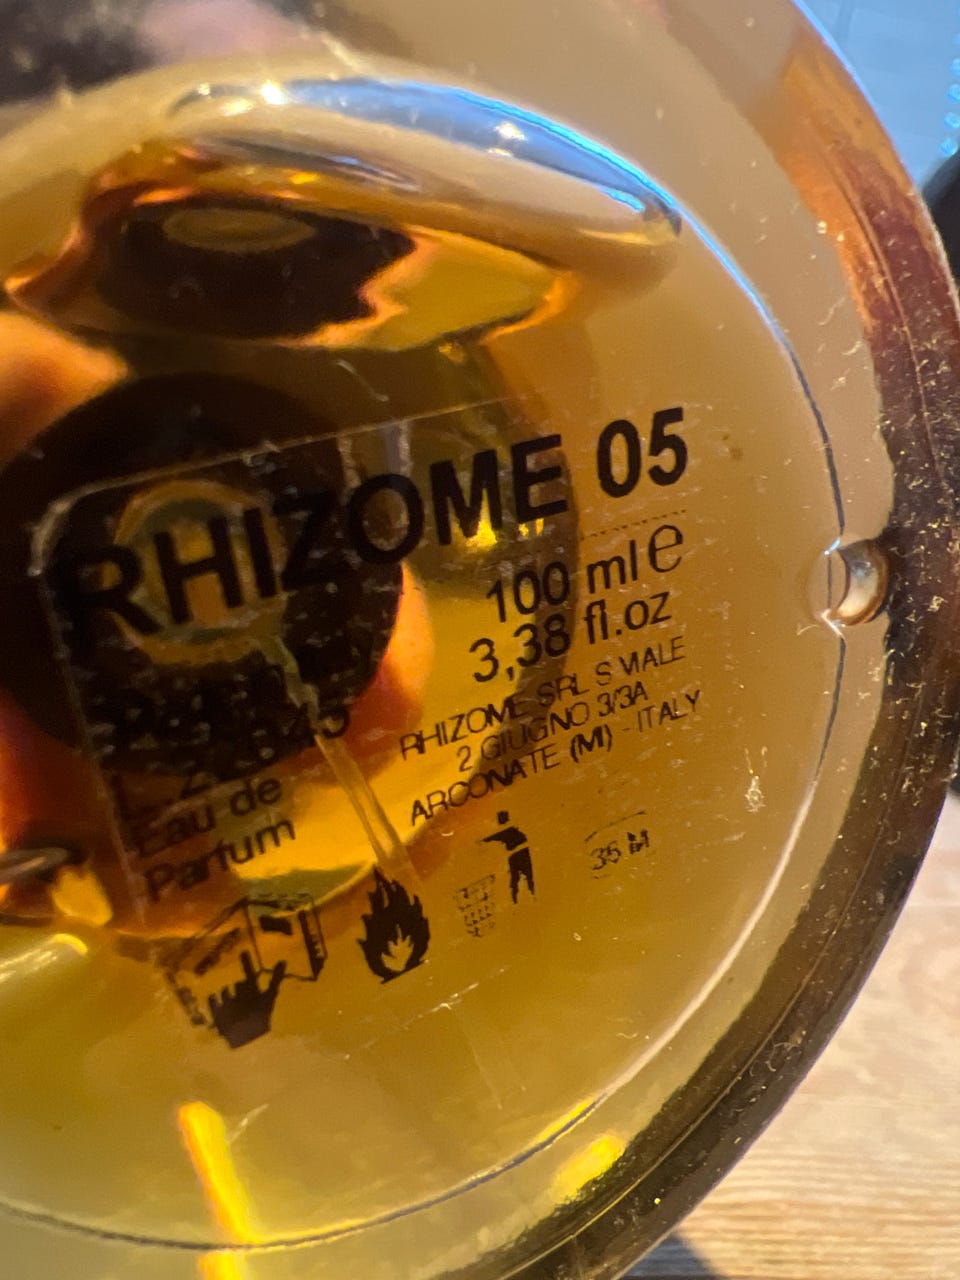 RHIZOME 05
100 ml ℮
3,38 fl.oz
RHIZOME SRL S VIALE
2 GIUGNO 3/3A
ARCONATE (MI) - ITALY
Eau de
Parfum